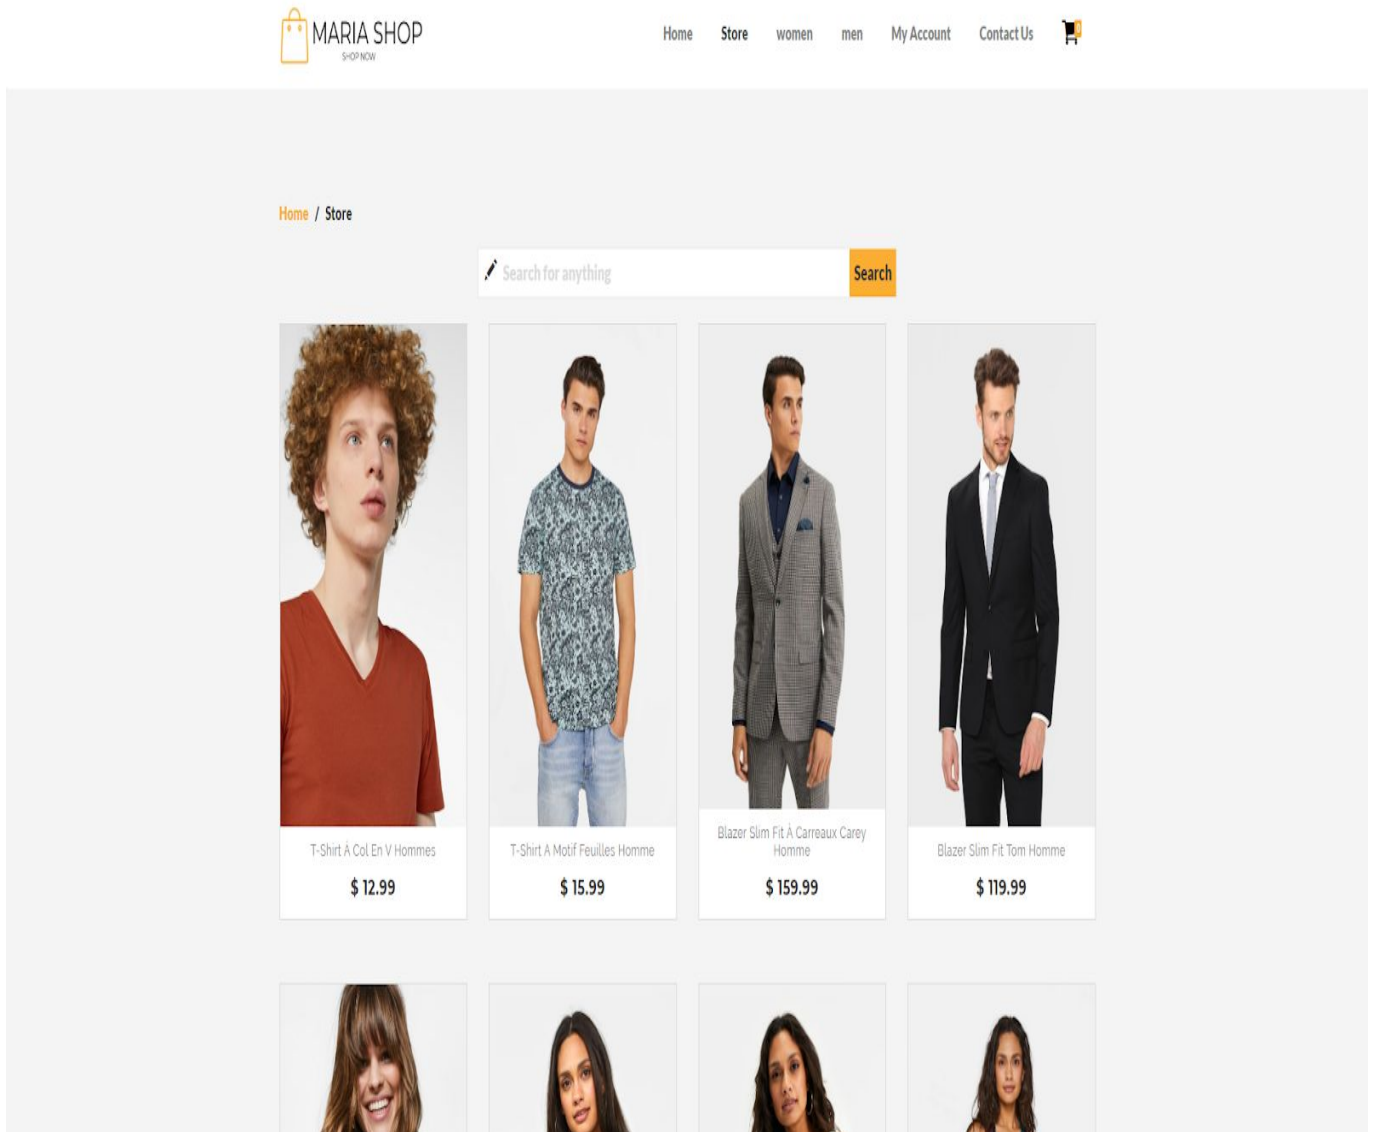 MARIA SHOP
SHOP NOW
Home Store women men My Account Contact Us
Home / Store
Search for anything Search
T-Shirt À Col En V Hommes
$ 12.99
T-Shirt A Motif Feuilles Homme
$ 15.99
Blazer Slim Fit À Carreaux Carey
Homme
$ 159.99
Blazer Slim Fit Tom Homme
$ 119.99